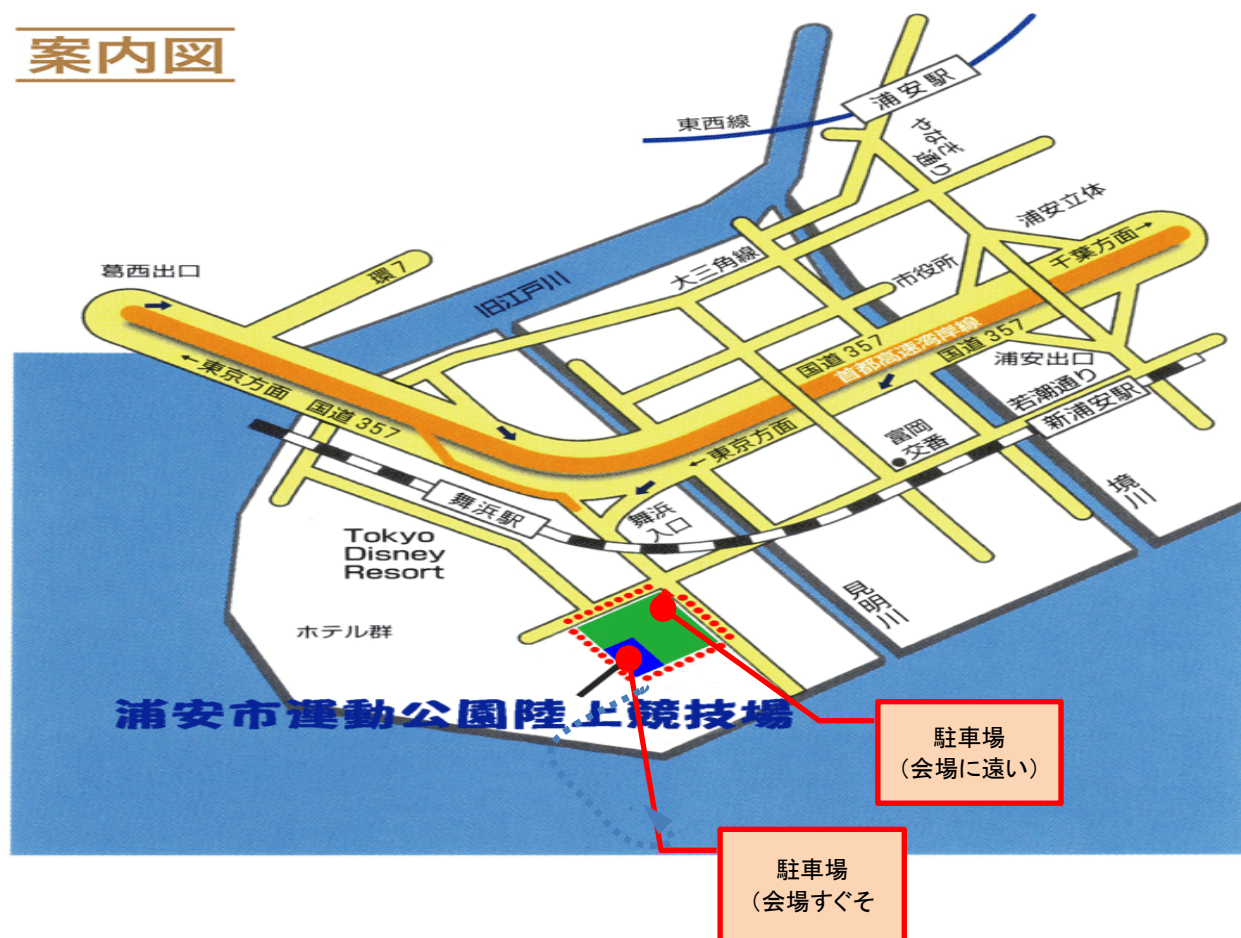 案内図
浦安駅
東西線
やなぎ通り
浦安立体
葛西出口
環7
旧江戸川
大三角線
市役所
千葉方面→
国道357
首都高速湾岸線
国道357
←東京方面 国道357
←東京方面
浦安出口
若潮通り
新浦安駅
富岡
交番
舞浜駅
舞浜
入口
境川
見明川
Tokyo
Disney
Resort
ホテル群
浦安市運動公園陸上競技場
駐車場
（会場に遠い）
駐車場
（会場すぐそ